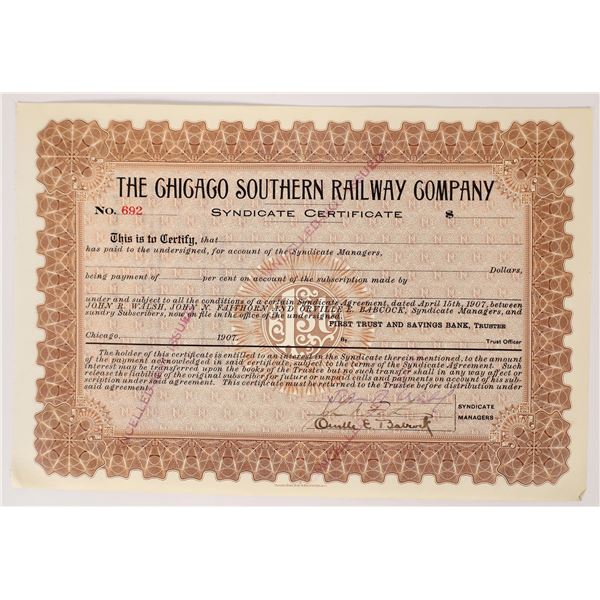 THE CHICAGO SOUTHERN RAILWAY COMPANY
No. 692 SYNDICATE CERTIFICATE $
This is to Certify, that
has paid to the undersigned, for account of the Syndicate Managers,
Dollars,
being payment of per cent on account of the subscription made by
under and subject to all the conditions of a certain Syndicate Agreement, dated April 15th, 1907, between
JOHN R. WALSH, JOHN N. FAITHORN AND ORVILLE E. BABCOCK, Syndicate Managers, and
sundry Subscribers, now on file in the office of the undersigned.
FIRST TRUST AND SAVINGS BANK, TRUSTEE
Chicago, 1907. By Trust Officer
The holder of this certificate is entitled to an interest in the Syndicate therein mentioned, to the amount
of the payment acknowledged in this certificate, subject to the terms of the Syndicate Agreement. Such
interest may be transferred upon the books of the Trustee but no such transfer shall in any way affect or
release the liability of the original subscriber for future or unpaid calls and payments on account of his sub-
scription under said agreement. This certificate must be returned to the Trustee before distribution under
said agreement.
SYNDICATE
MANAGERS
Orville E Babcock
CANCELLED NOT ISSUED